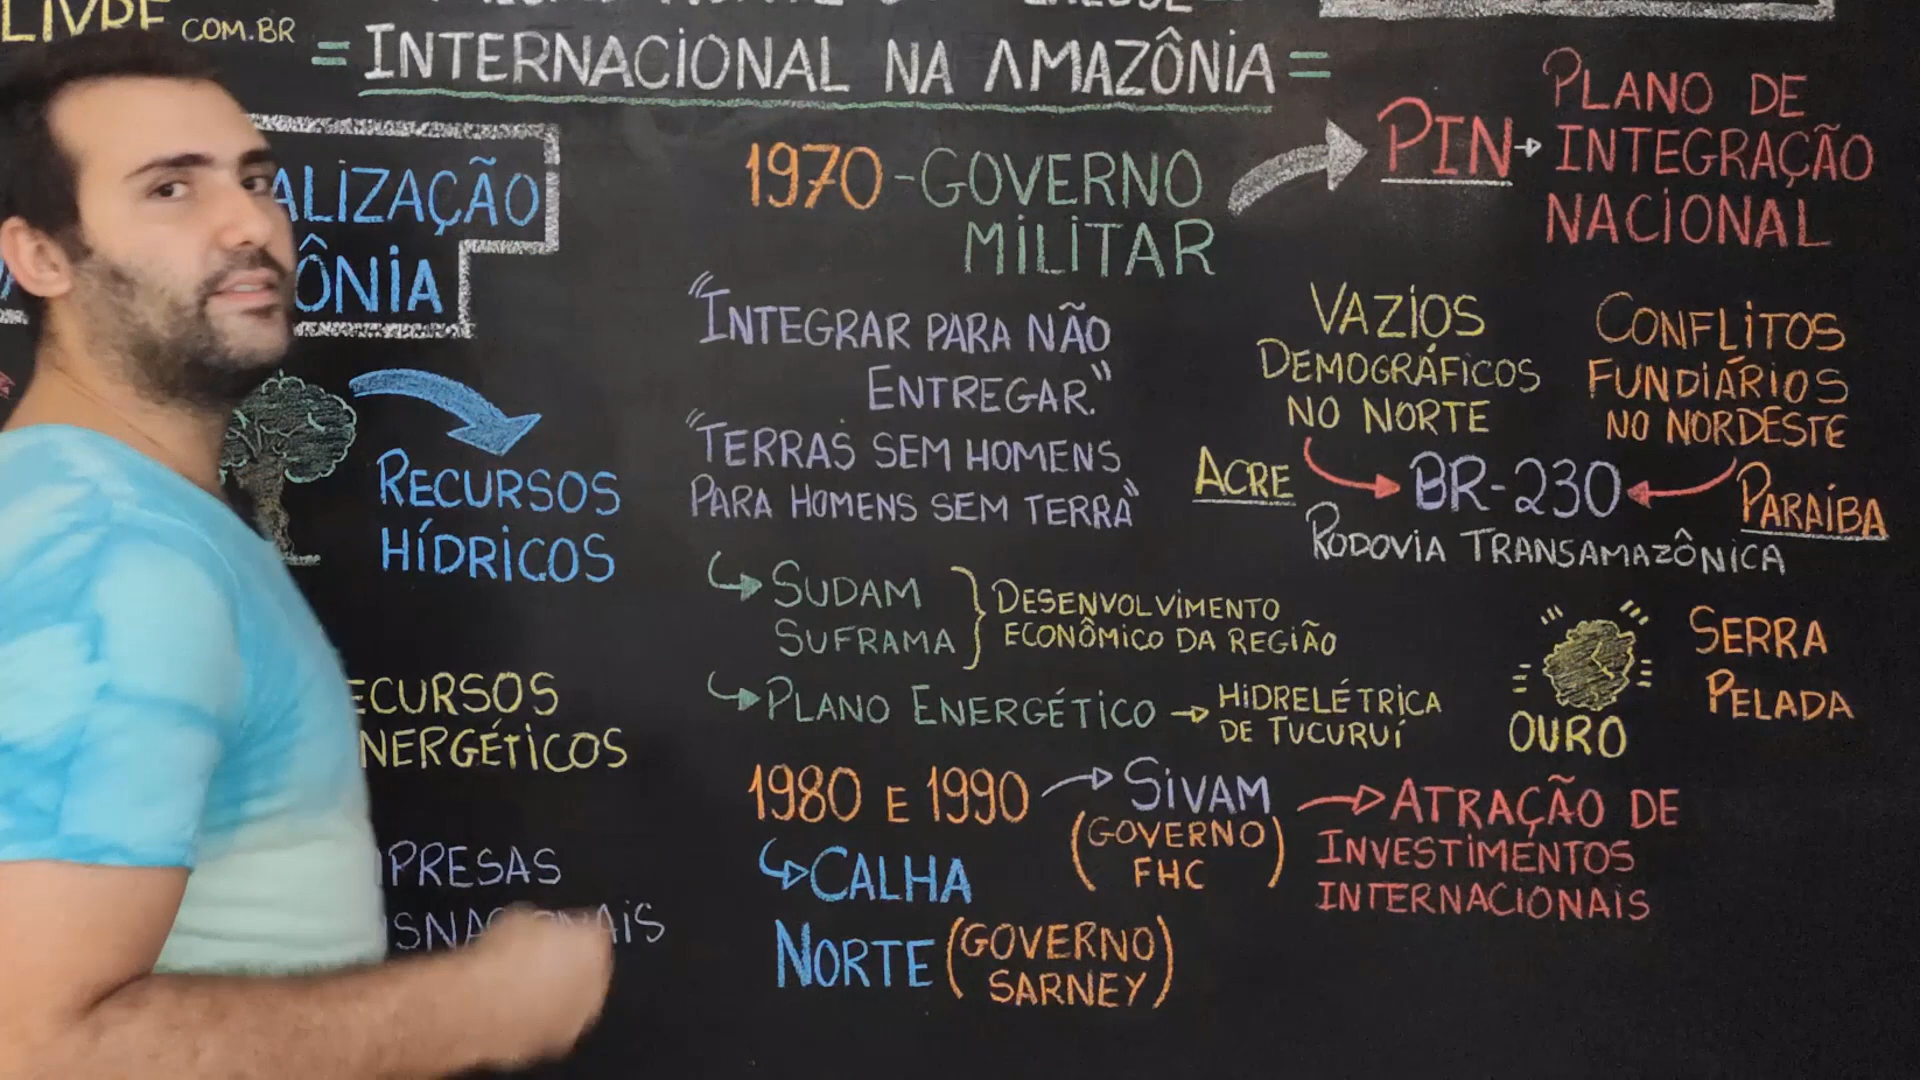 COM.BR
= INTERNACIONAL NA AMAZÔNIA =
ALIZAÇÃO
ÔNIA
RECURSOS
HÍDRICOS
ECURSOS
NERGÉTICOS
PRESAS
1970 - GOVERNO
MILITAR
PIN → PLANO DE
INTEGRAÇÃO
NACIONAL
"INTEGRAR PARA NÃO
ENTREGAR."
"TERRAS SEM HOMENS
PARA HOMENS SEM TERRA"
VAZIOS
DEMOGRÁFICOS
NO NORTE
CONFLITOS
FUNDIÁRIOS
NO NORDESTE
ACRE → BR-230 ← PARAÍBA
RODOVIA TRANSAMAZÔNICA
SUDAM
SUFRAMA
DESENVOLVIMENTO
ECONÔMICO DA REGIÃO
PLANO ENERGÉTICO → HIDRELÉTRICA
DE TUCURUÍ
OURO
SERRA
PELADA
1980 E 1990 → SIVAM
(GOVERNO
FHC)
ATRAÇÃO DE
INVESTIMENTOS
INTERNACIONAIS
CALHA
NORTE (GOVERNO
SARNEY)